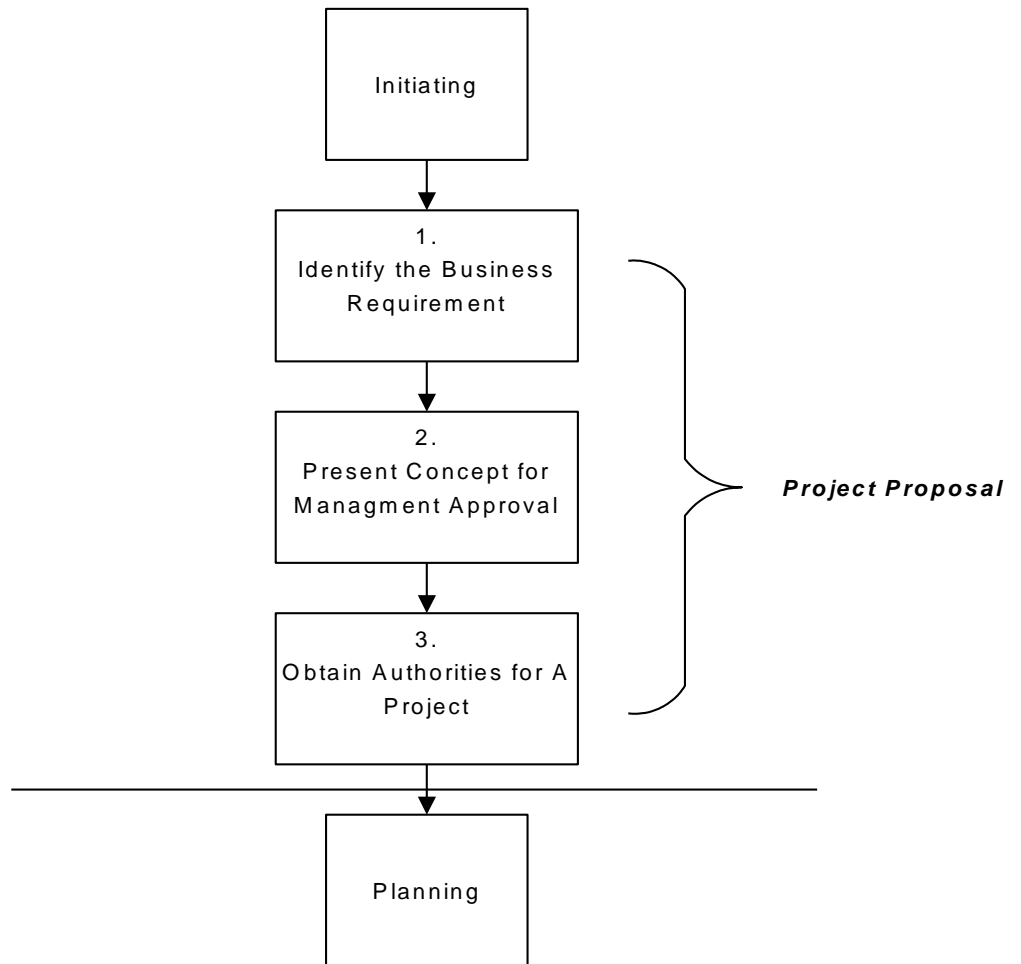 Initiating
1.
Identify the Business
Requirement
2.
Present Concept for
Managment Approval
Project Proposal
3.
Obtain Authorities for A
Project
Planning